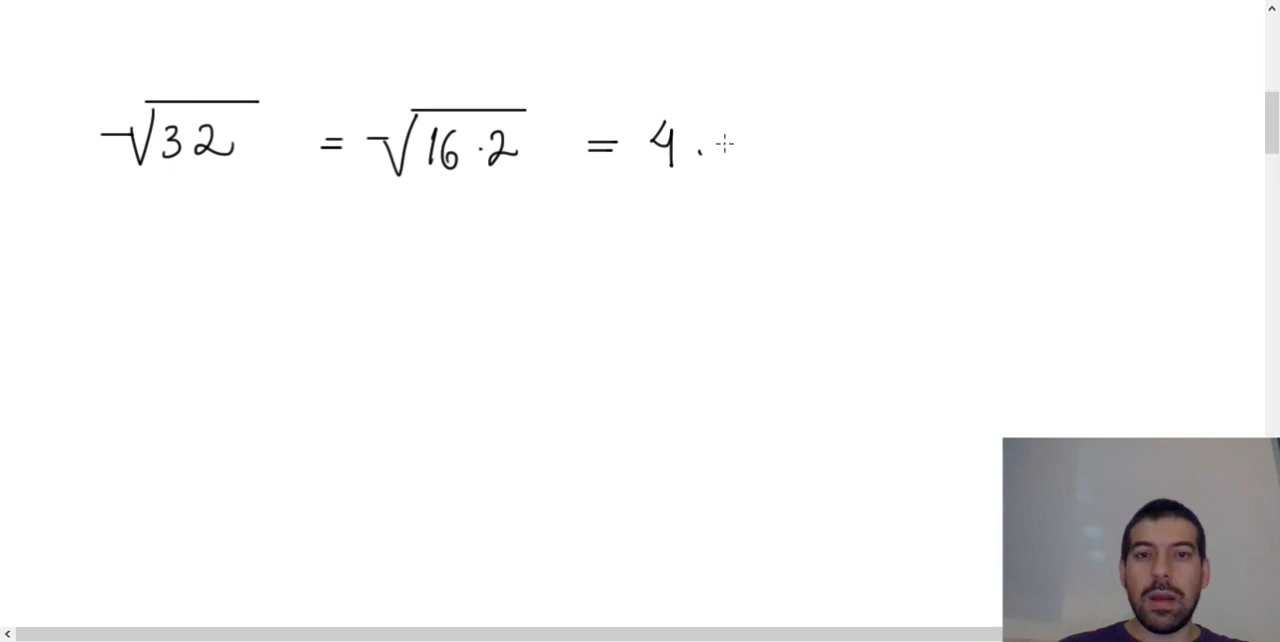 √32 = √16·2 = 4 ·